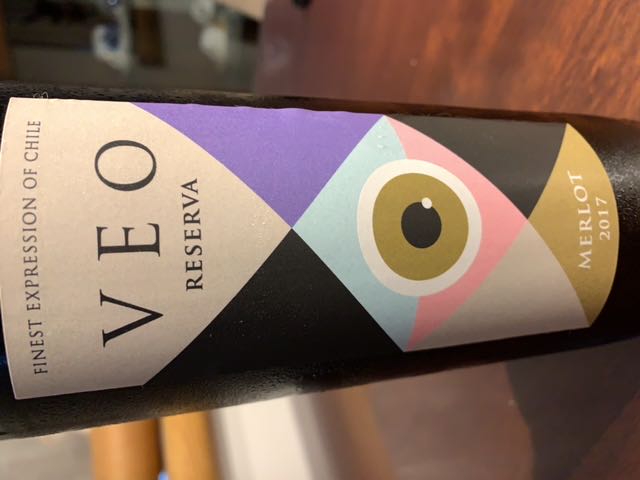 MERLOT
2017
VEO
RESERVA
FINEST EXPRESSION OF CHILE